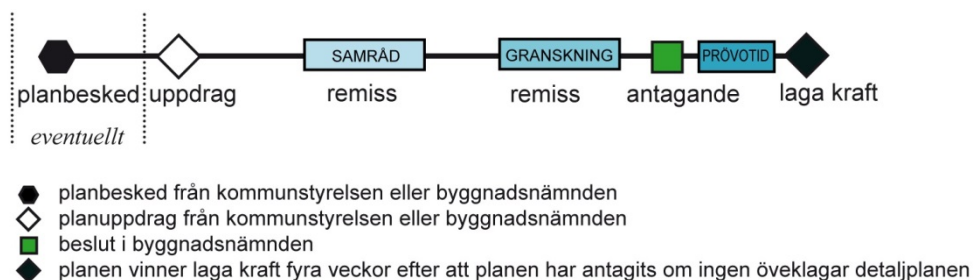 SAMRÅD GRANSKNING PRÖVOTID
planbesked uppdrag remiss remiss antagande laga kraft
eventuellt
planbesked från kommunstyrelsen eller byggnadsnämnden
planuppdrag från kommunstyrelsen eller byggnadsnämnden
beslut i byggnadsnämnden
planen vinner laga kraft fyra veckor efter att planen har antagits om ingen öveklagar detaljplanen